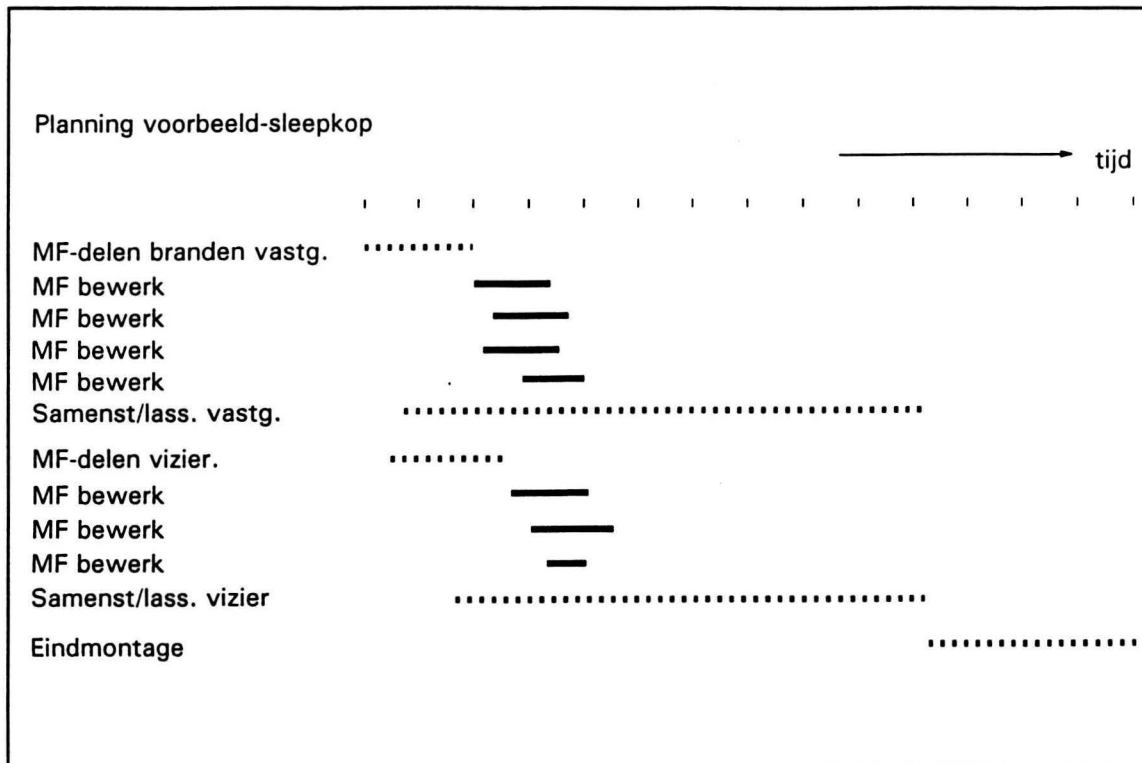 Planning voorbeeld-sleepkop
tijd
MF-delen branden vastg.
MF bewerk
MF bewerk
MF bewerk
MF bewerk
Samenst/lass. vastg.
MF-delen vizier.
MF bewerk
MF bewerk
MF bewerk
Samenst/lass. vizier
Eindmontage